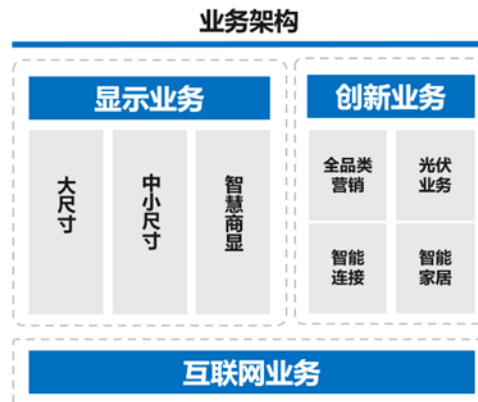 业务架构
显示业务
大尺寸
中小尺寸
智慧商显
创新业务
全品类
营销
光伏
业务
智能
连接
智能
家居
互联网业务